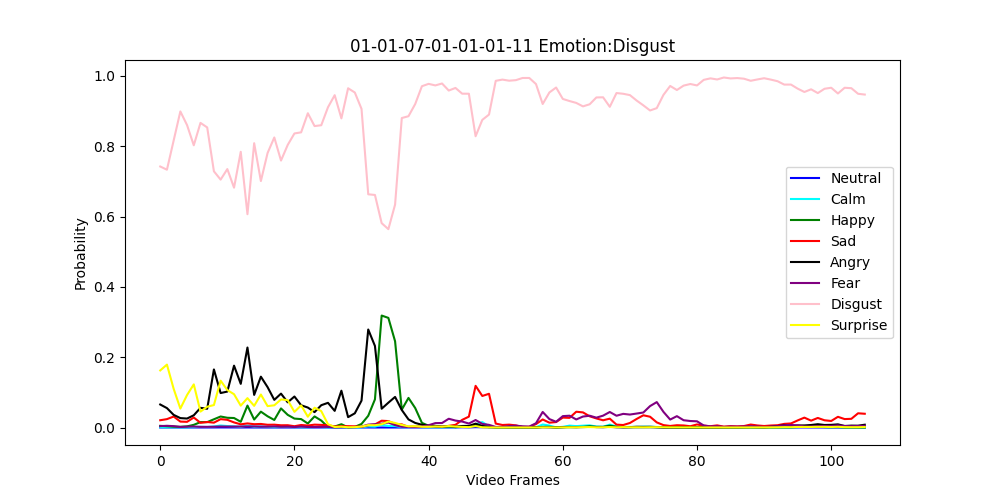 01-01-07-01-01-01-11 Emotion:Disgust
1.0
0.8
0.6
0.4
0.2
0.0
Probability
0 20 40 60 80 100
Video Frames
Neutral
Calm
Happy
Sad
Angry
Fear
Disgust
Surprise